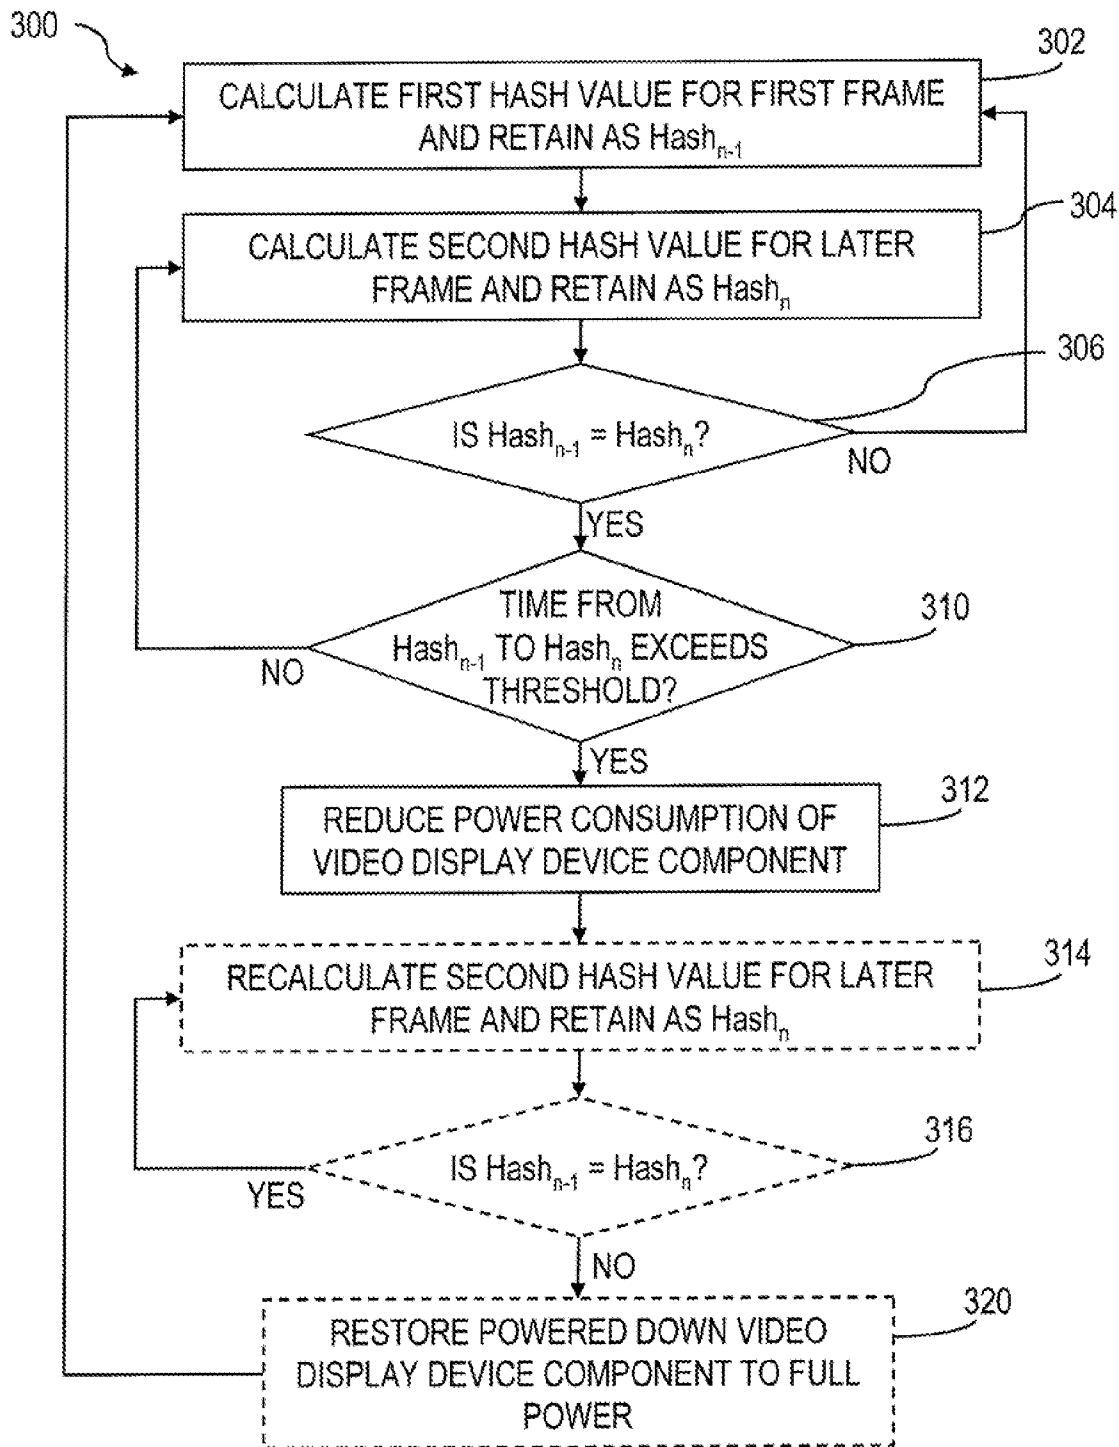 300
302
CALCULATE FIRST HASH VALUE FOR FIRST FRAME
AND RETAIN AS Hashn-1
304
CALCULATE SECOND HASH VALUE FOR LATER
FRAME AND RETAIN AS Hashn
306
IS Hashn-1 = Hashn?
NO
YES
310
TIME FROM
Hashn-1 TO Hashn EXCEEDS
THRESHOLD?
NO
YES
312
REDUCE POWER CONSUMPTION OF
VIDEO DISPLAY DEVICE COMPONENT
314
RECALCULATE SECOND HASH VALUE FOR LATER
FRAME AND RETAIN AS Hashn
316
IS Hashn-1 = Hashn?
YES
NO
320
RESTORE POWERED DOWN VIDEO
DISPLAY DEVICE COMPONENT TO FULL
POWER